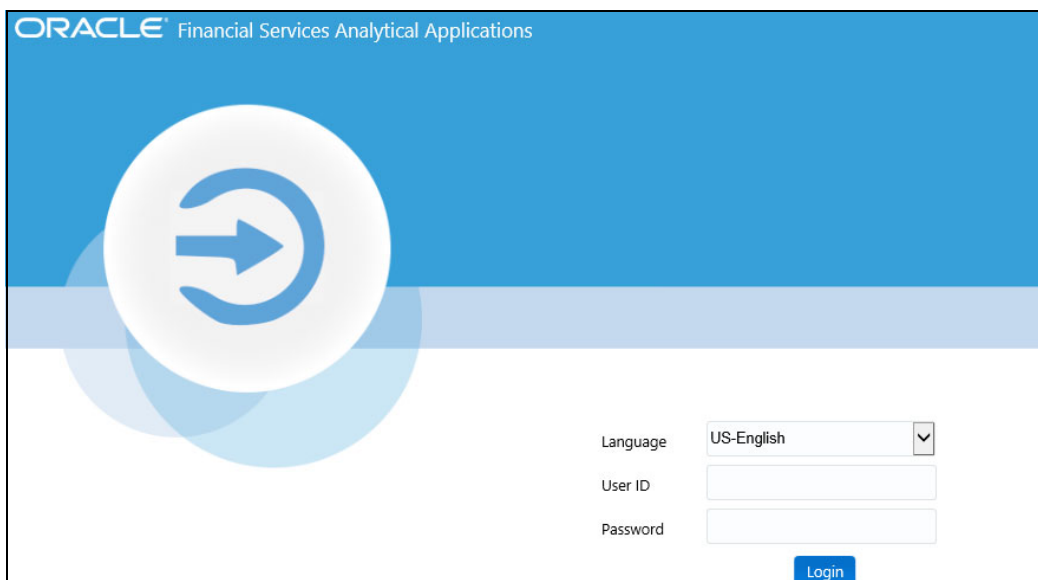 ORACLE® Financial Services Analytical Applications
Language US-English
User ID
Password
Login